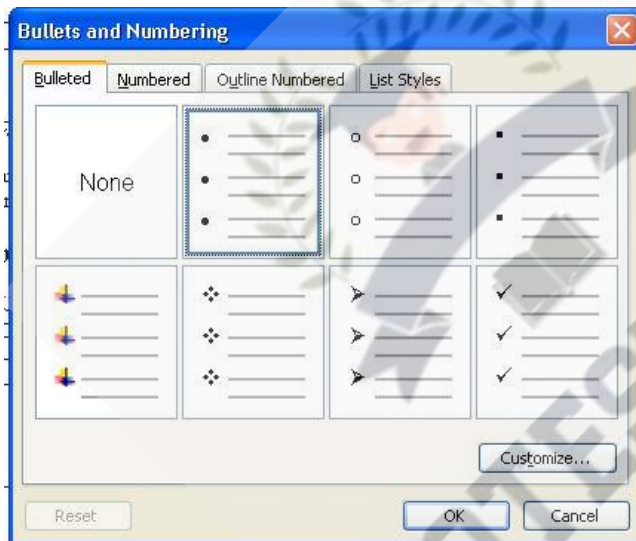 Bullets and Numbering
Bulleted Numbered Outline Numbered List Styles
None
Customize...
Reset OK Cancel